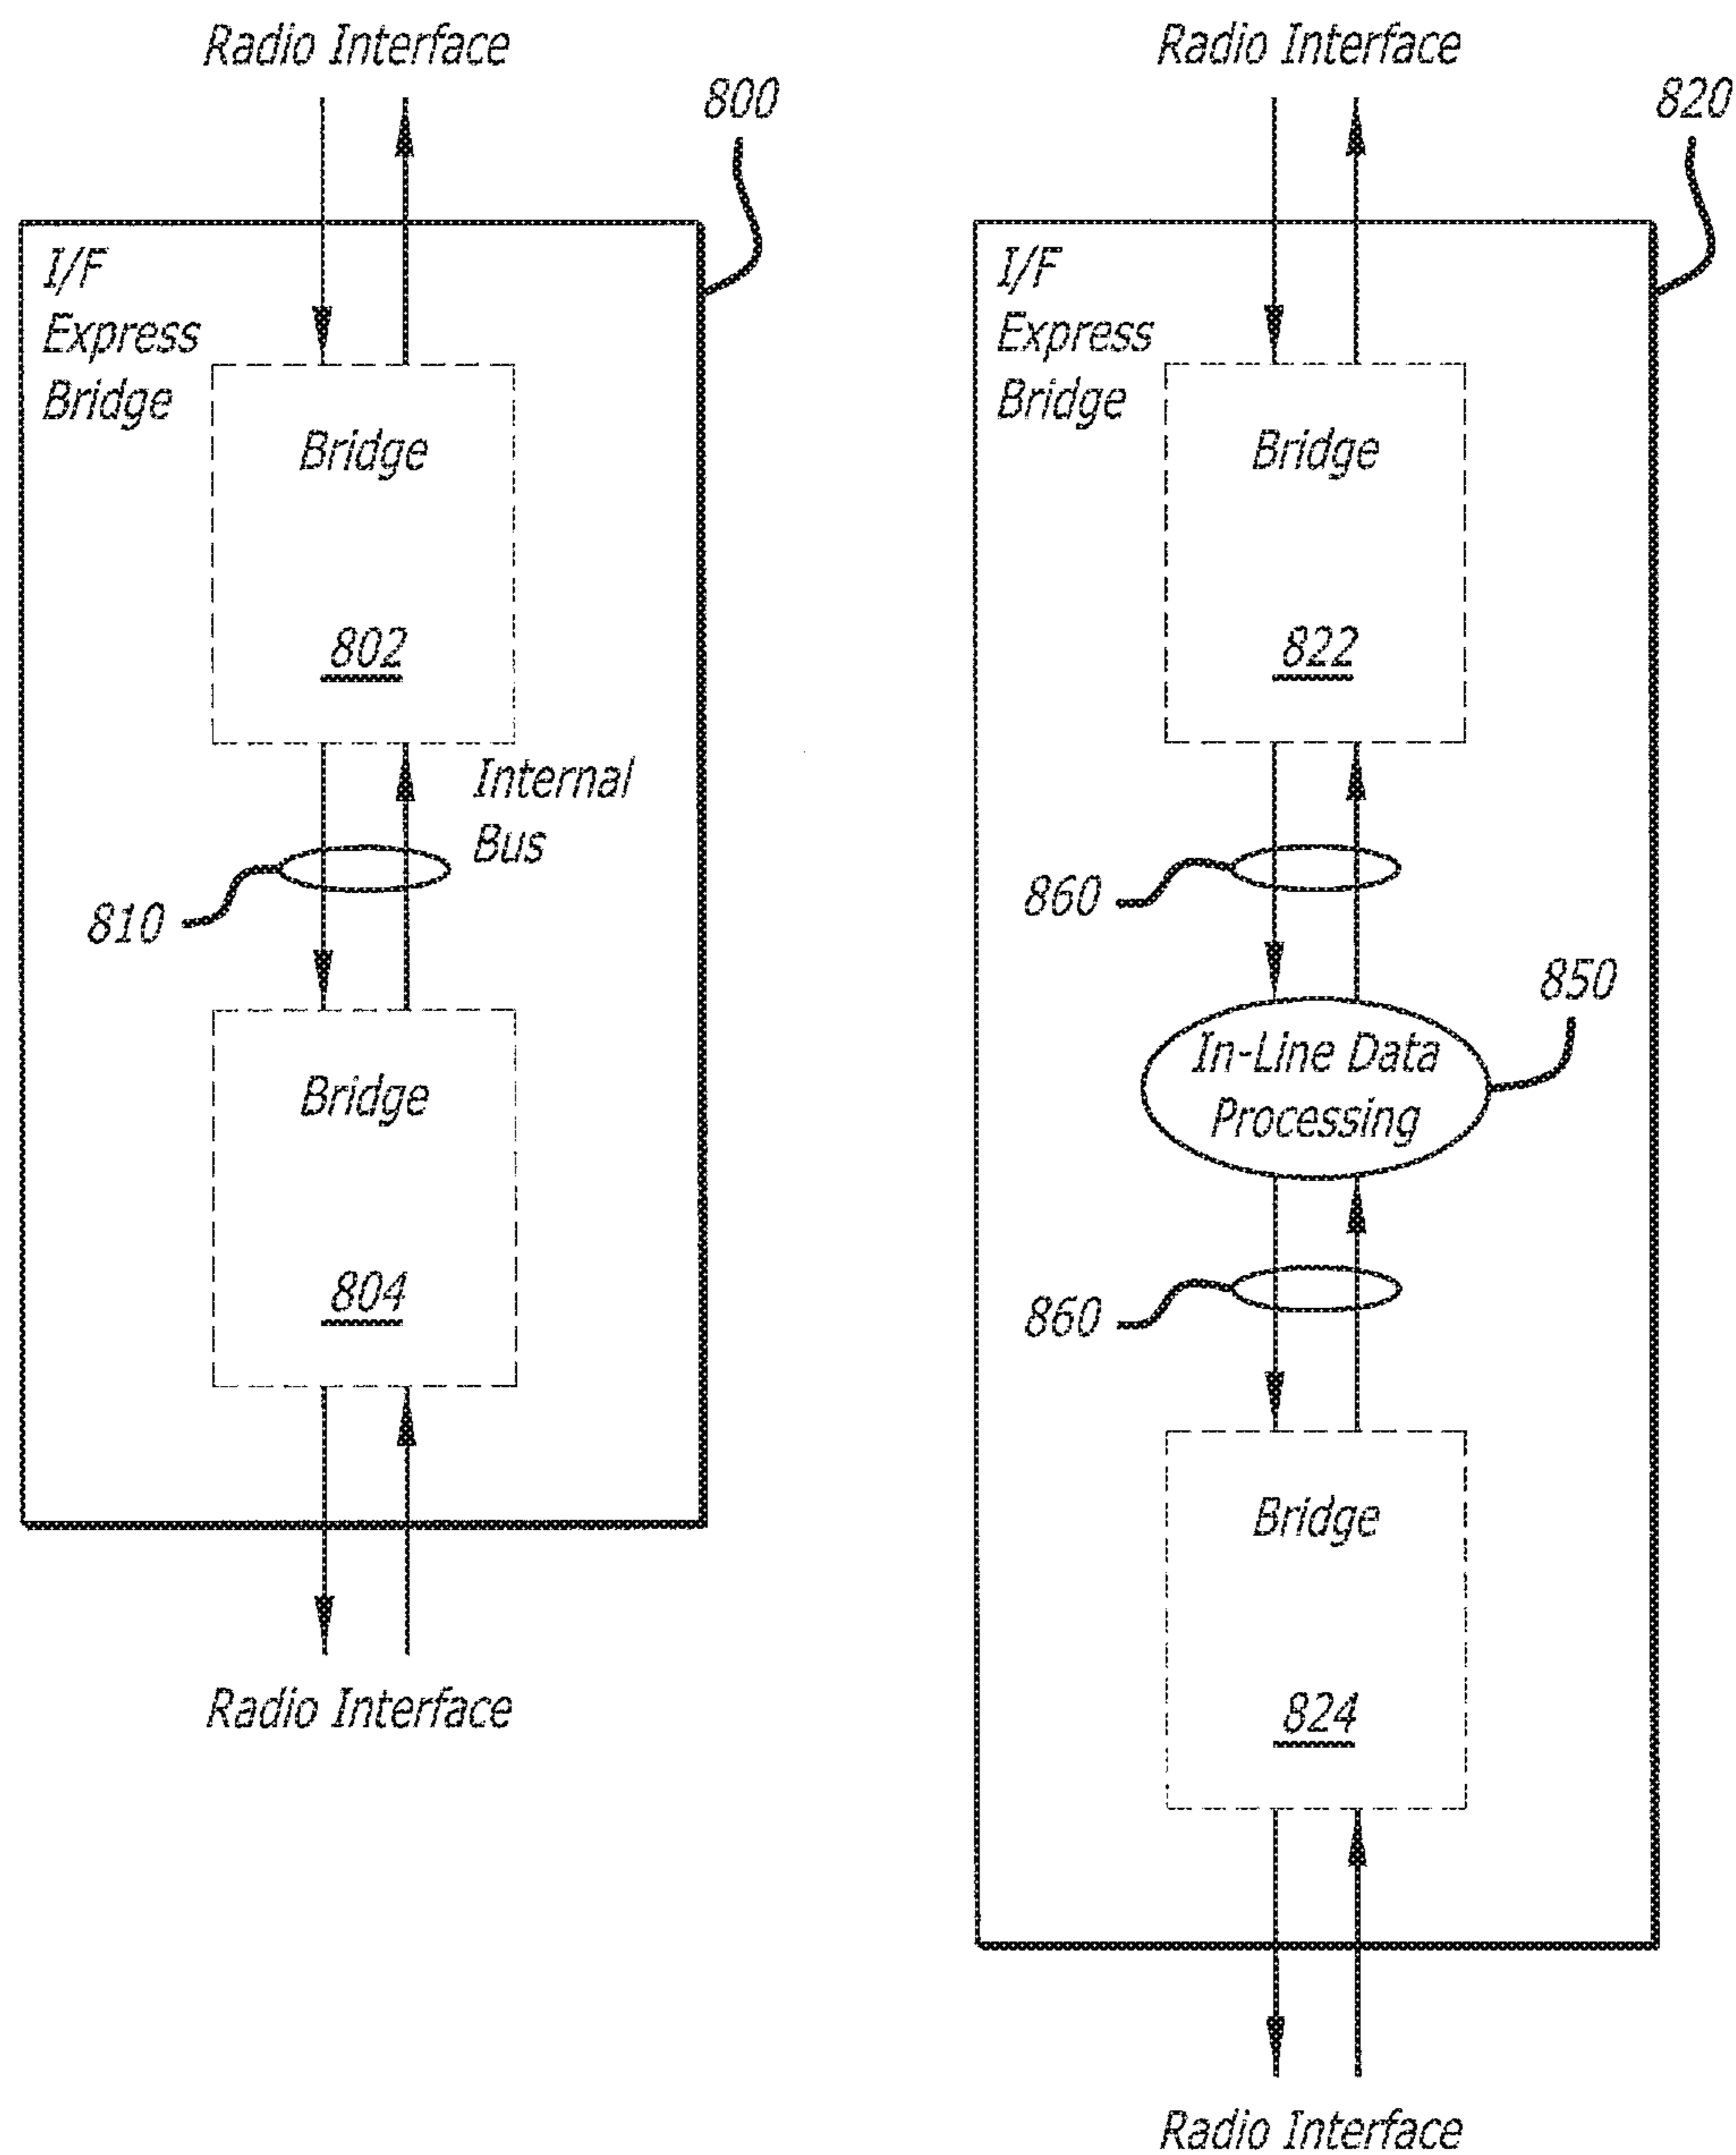 Radio Interface
800
I/F
Express
Bridge
Bridge
802
Internal
Bus
810
Bridge
804
Radio Interface
Radio Interface
820
I/F
Express
Bridge
Bridge
822
860
850
In-Line Data
Processing
860
Bridge
824
Radio Interface